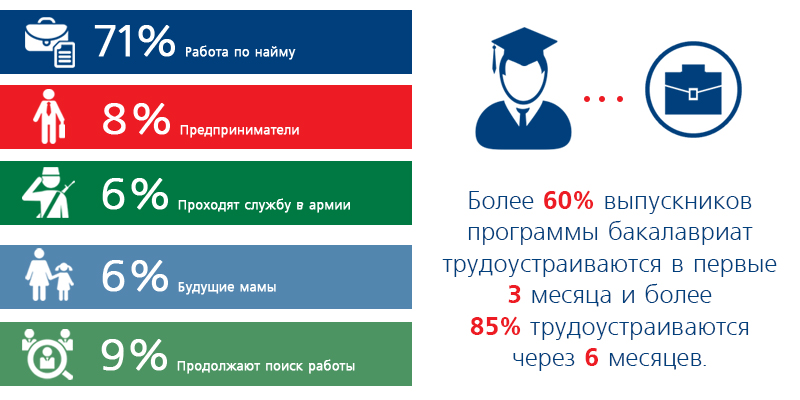 71% Работа по найму
8% Предприниматели
6% Проходят службу в армии
6% Будущие мамы
9% Продолжают поиск работы
Более 60% выпускников
программы бакалавриат
трудоустраиваются в первые
3 месяца и более
85% трудоустраиваются
через 6 месяцев.